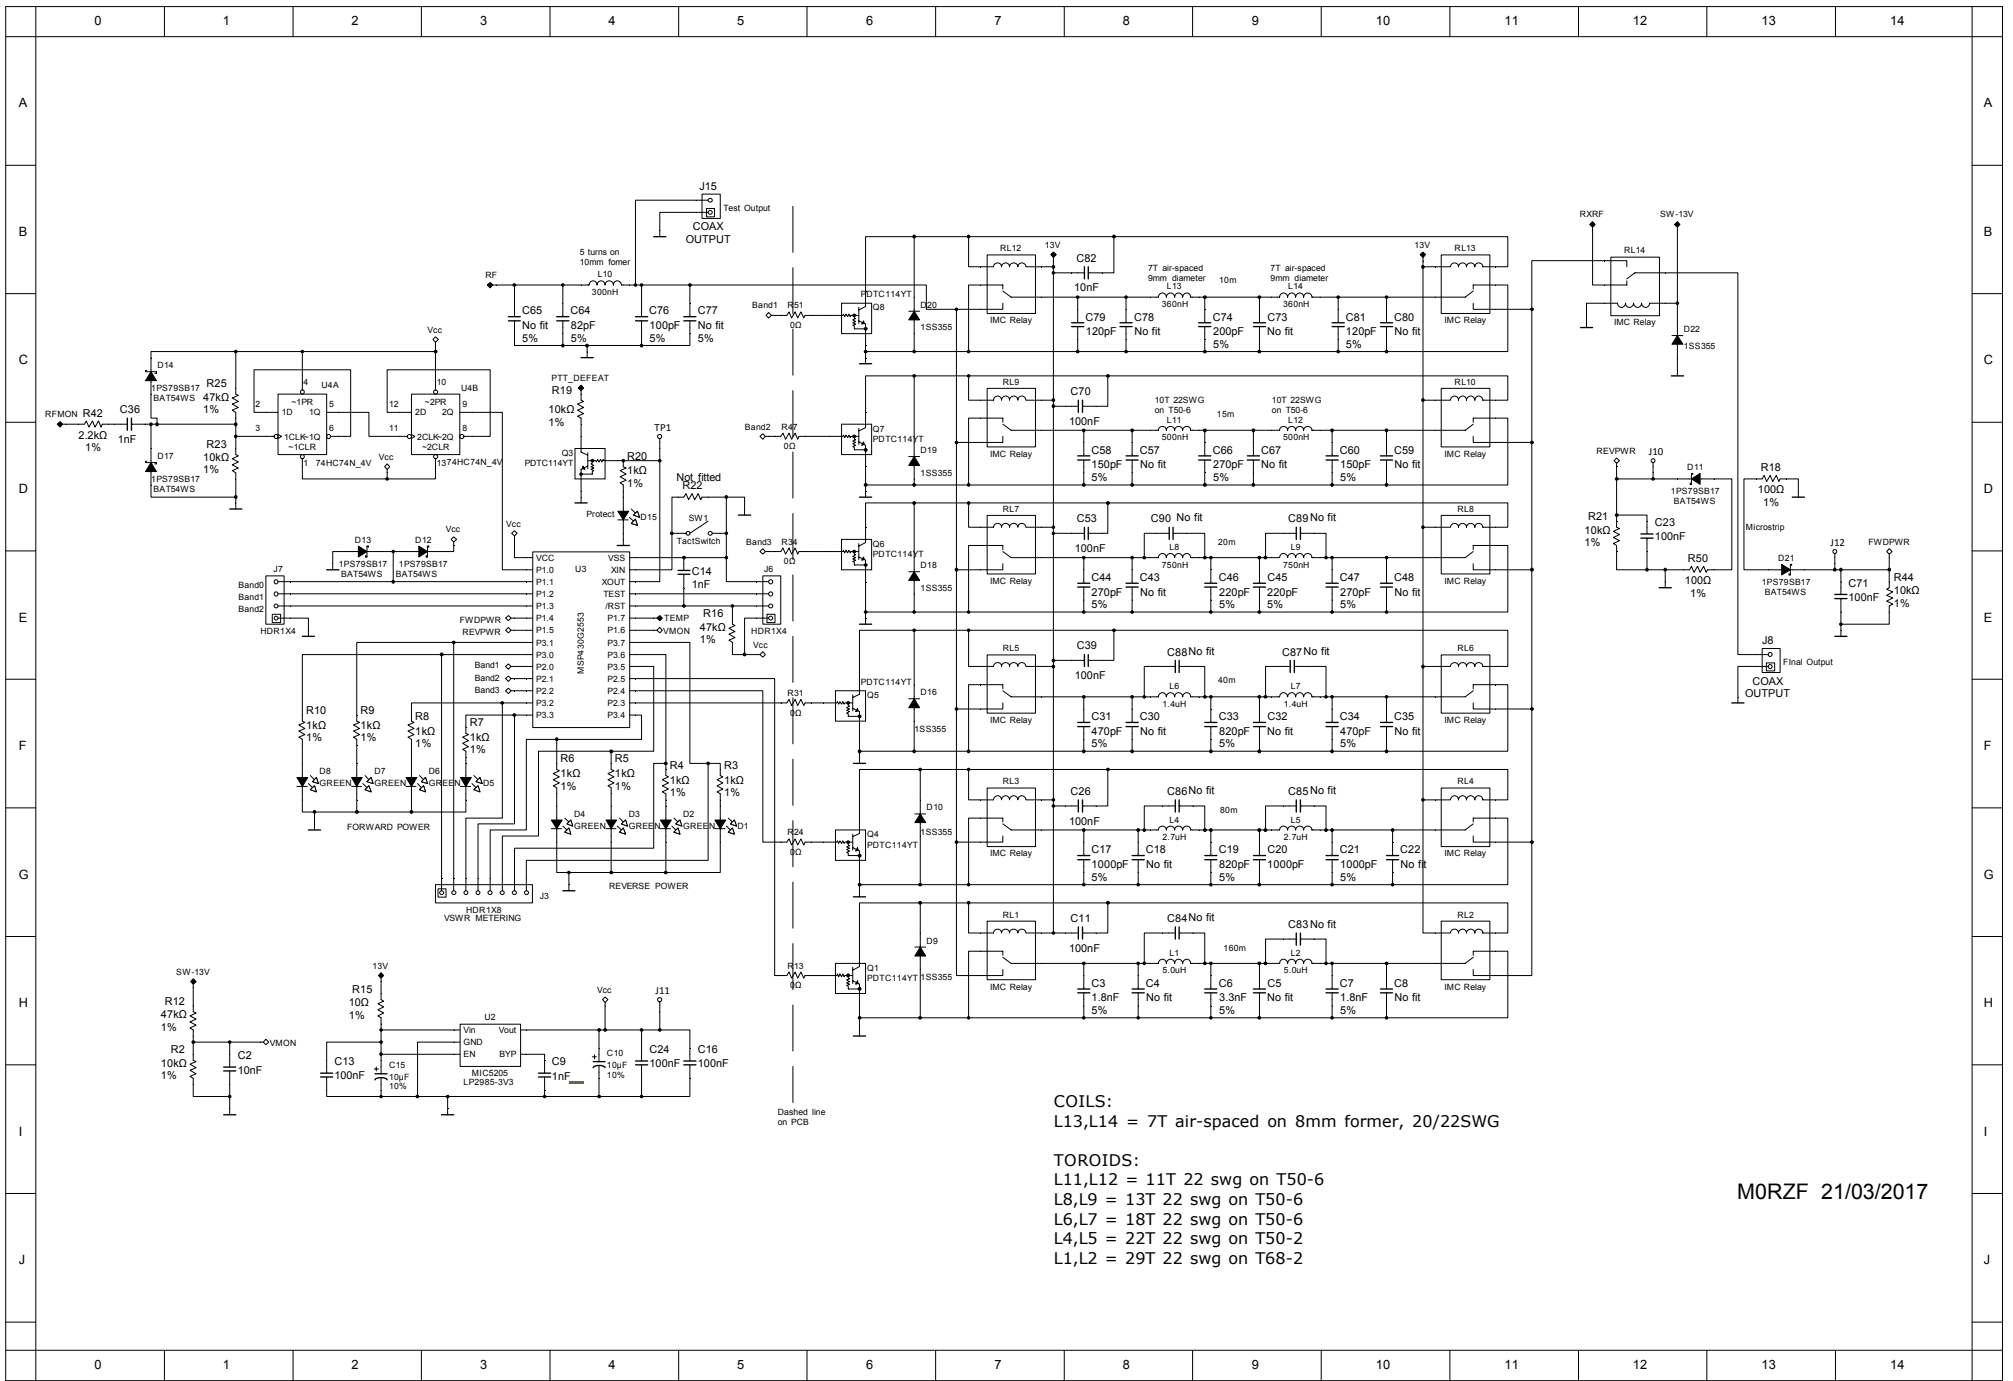 0 1 2 3 4 5 6 7 8 9 10 11 12 13 14
A A
B B
C C
D D
E E
F F
G G
H H
I I
J J
J15
Test Output
COAX
OUTPUT
5 turns on
10mm fomer
L10
300nH
RF
C65
No fit
5%
C64
82pF
5%
C76
100pF
5%
C77
No fit
5%
D14
1PS79SB17
BAT54WS
R25
47kΩ
1%
RFMON
R42
2.2kΩ
1%
C36
1nF
D17
1PS79SB17
BAT54WS
R23
10kΩ
1%
Vcc
4
U4A
~1PR
2
1D
1Q
5
3
1CLK
~1Q
6
~1CLR
1
74HC74N_4V
Vcc
10
U4B
~2PR
12
2D
2Q
9
11
2CLK
~2Q
8
~2CLR
13
74HC74N_4V
PTT_DEFEAT
R19
10kΩ
1%
Q3
PDTC114YT
R20
1kΩ
1%
TP1
Protect
D15
Not fitted
R22
SW1
TactSwitch
D13
1PS79SB17
BAT54WS
D12
1PS79SB17
BAT54WS
Vcc
Vcc
J7
Band0
Band1
Band2
HDR1X4
U3
MSP430G2553
VCC
P1.0
P1.1
P1.2
P1.3
P1.4
P1.5
P3.1
P3.0
P2.0
P2.1
P2.2
P3.2
P3.3
VSS
XIN
XOUT
TEST
/RST
P1.7
P1.6
P3.7
P3.6
P3.5
P2.5
P2.4
P2.3
P3.4
FWDPWR
REVPWR
Band1
Band2
Band3
TEMP
VMON
C14
1nF
R16
47kΩ
1%
J6
HDR1X4
Vcc
R10
1kΩ
1%
R9
1kΩ
1%
R8
1kΩ
1%
R7
1kΩ
1%
D8
GREEN
D7
GREEN
D6
GREEN
D5
FORWARD POWER
R6
1kΩ
1%
R5
1kΩ
1%
R4
1kΩ
1%
R3
1kΩ
1%
D4
GREEN
D3
GREEN
D2
GREEN
D1
REVERSE POWER
J3
HDR1X8
VSWR METERING
SW-13V
R12
47kΩ
1%
R2
10kΩ
1%
C2
10nF
VMON
13V
R15
10Ω
1%
C13
100nF
C15
10µF
10%
U2
Vin
Vout
GND
EN
BYP
MIC5205
LP2985-3V3
C9
1nF
Vcc
J11
C10
10µF
10%
C24
100nF
C16
100nF
Dashed line
on PCB
Band1
R51
0Ω
Band2
R47
0Ω
Band3
R34
0Ω
R31
0Ω
R24
0Ω
R13
0Ω
PDTC114YT
Q8
D20
1SS355
RL12
IMC Relay
13V
C82
10nF
7T air-spaced
9mm diameter
L13
360nH
10m
7T air-spaced
9mm diameter
L14
360nH
13V
RL13
IMC Relay
C79
120pF
C78
No fit
C74
200pF
5%
C73
No fit
C81
120pF
5%
C80
No fit
Q7
PDTC114YT
D19
1SS355
RL9
IMC Relay
C70
100nF
10T 22SWG
on T50-6
L11
500nH
15m
10T 22SWG
on T50-6
L12
500nH
RL10
IMC Relay
C58
150pF
5%
C57
No fit
C66
270pF
5%
C67
No fit
C60
150pF
5%
C59
No fit
Q6
PDTC114YT
D18
1SS355
RL7
IMC Relay
C53
100nF
C90 No fit
L8
750nH
20m
C89 No fit
L9
750nH
RL8
IMC Relay
C44
270pF
5%
C43
No fit
C46
220pF
5%
C45
220pF
5%
C47
270pF
5%
C48
No fit
PDTC114YT
Q5
D16
1SS355
RL5
IMC Relay
C39
100nF
C88 No fit
L6
1.4uH
40m
C87 No fit
L7
1.4uH
RL6
IMC Relay
C31
470pF
5%
C30
No fit
C33
820pF
5%
C32
No fit
C34
470pF
5%
C35
No fit
Q4
PDTC114YT
D10
1SS355
RL3
IMC Relay
C26
100nF
C86 No fit
L4
2.7uH
80m
C85 No fit
L5
2.7uH
RL4
IMC Relay
C17
1000pF
5%
C18
No fit
C19
820pF
5%
C20
1000pF
C21
1000pF
5%
C22
No fit
Q1
PDTC114YT
D9
1SS355
RL1
IMC Relay
C11
100nF
C84 No fit
L1
5.0uH
160m
C83 No fit
L2
5.0uH
RL2
IMC Relay
C3
1.8nF
5%
C4
No fit
C6
3.3nF
5%
C5
No fit
C7
1.8nF
5%
C8
No fit
RXRF
SW-13V
RL14
IMC Relay
D22
1SS355
REVPWR
J10
D11
1PS79SB17
BAT54WS
R18
100Ω
1%
R21
10kΩ
1%
C23
100nF
Microstrip
R50
100Ω
1%
D21
1PS79SB17
BAT54WS
J12
FWDPWR
C71
100nF
R44
10kΩ
1%
J8
FInal Output
COAX
OUTPUT
COILS:
L13,L14 = 7T air-spaced on 8mm former, 20/22SWG
TOROIDS:
L11,L12 = 11T 22 swg on T50-6
L8,L9 = 13T 22 swg on T50-6
L6,L7 = 18T 22 swg on T50-6
L4,L5 = 22T 22 swg on T50-2
L1,L2 = 29T 22 swg on T68-2
M0RZF 21/03/2017
0 1 2 3 4 5 6 7 8 9 10 11 12 13 14